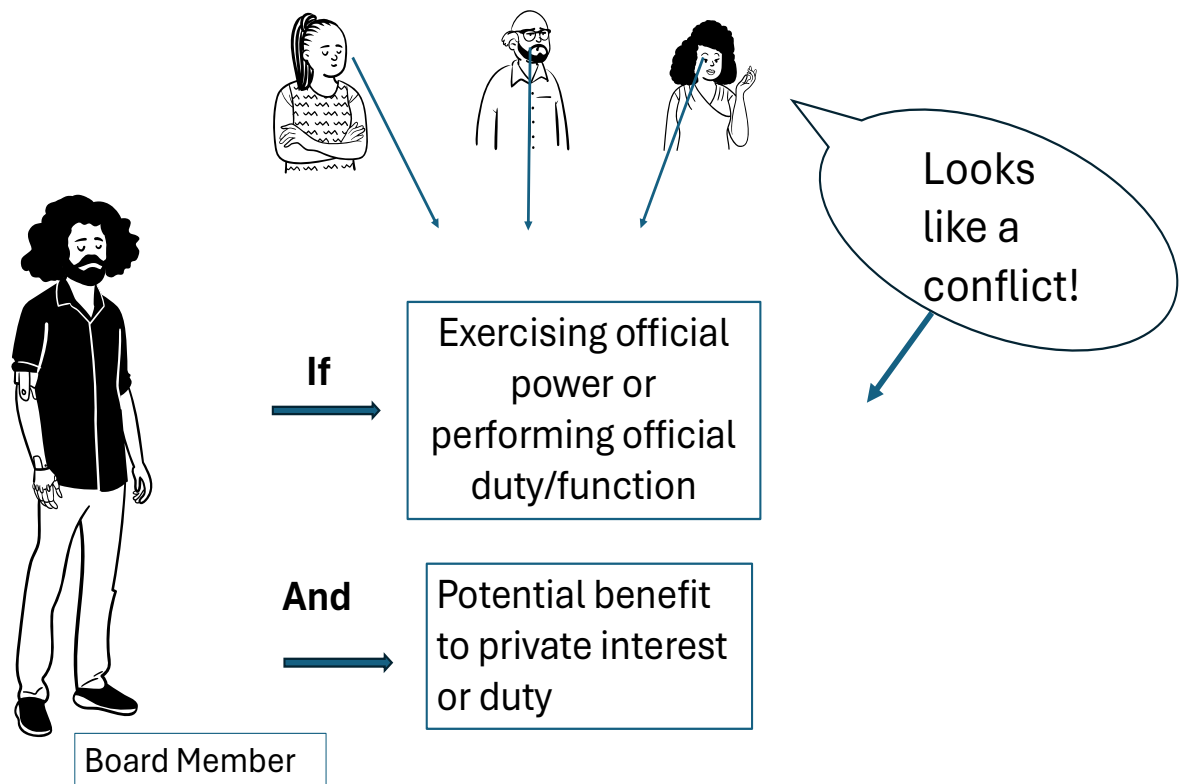 Looks
like a
conflict!
If
Exercising official
power or
performing official
duty/function
And
Potential benefit
to private interest
or duty
Board Member